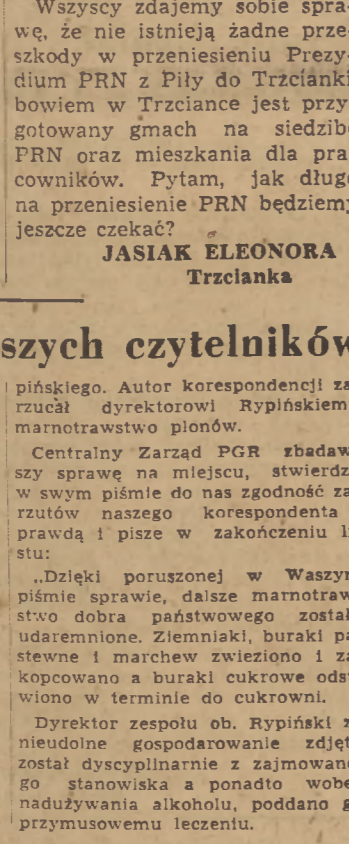 Wszyscy zdajemy sobie spra-
wę, że nie istnieją żadne prze-
szkody w przeniesieniu Prezy-
dium PRN z Piły do Trzcianki
bowiem w Trzciance jest przy-
gotowany gmach na siedzib
PRN oraz mieszkania dla pra
cowników. Pytam, jak długo
na przeniesienie PRN będziemy
jeszcze czekać?
JASIAK ELEONORA
Trzcianka
szych czytelników
pińskiego. Autor korespondencji za
rzucał dyrektorowi Rypińskiem
marnotrawstwo plonów.
Centralny Zarząd PGR zbadaw
szy sprawę na miejscu, stwierdz
w swym piśmie do nas zgodność za
rzutów naszego korespondenta
prawdą i pisze w zakończeniu li
stu:
„Dzięki poruszonej w Waszym
piśmie sprawie, dalsze marnotraw
stwo dobra państwowego został
udaremnione. Ziemniaki, buraki pa
stewne i marchew zwieziono i za
kopcowano a buraki cukrowe odst
wiono w terminie do cukrowni.
Dyrektor zespołu ob. Rypiński z
nieudolne gospodarowanie zdjęt
został dyscyplinarnie z zajmowane
go stanowiska a ponadto wobe
nadużywania alkoholu, poddano g
przymusowemu leczeniu.